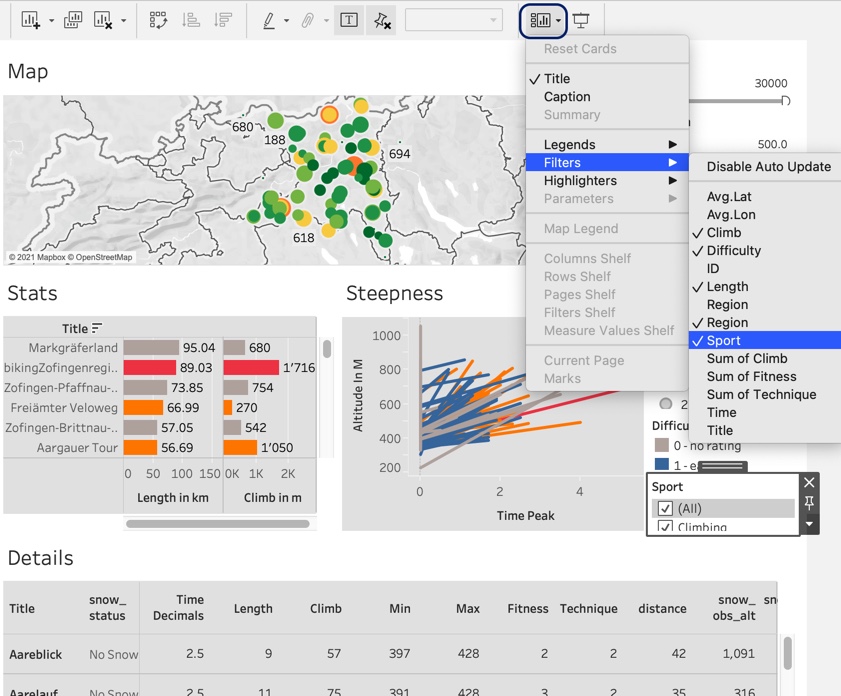 T
Reset Cards
Title
Caption
Summary
Legends
Filters
Highlighters
Parameters
Map Legend
Columns Shelf
Rows Shelf
Pages Shelf
Filters Shelf
Measure Values Shelf
Current Page
Marks
30000
500.0
Disable Auto Update
Avg.Lat
Avg.Lon
Climb
Difficulty
ID
Length
Region
Region
Sport
Sum of Climb
Sum of Fitness
Sum of Technique
Time
Title
Map
680
188
694
618
© 2021 Mapbox © OpenStreetMap
Stats
Title
Markgräferland 95.04 680
bikingZofingenregi.. 89.03 1'716
Zofingen-Pfaffnau-.. 73.85 754
Freiämter Veloweg 66.99 270
Zofingen-Brittnau-.. 57.05 542
Aargauer Tour 56.69 1'050
0 50 100 150 0K 1K 2K
Length in km Climb in m
Steepness
Altitude In M
1000
800
600
400
200
0 2 4
Time Peak
2
Difficu
0 - no rating
1 - e
Sport
(All)
Climbing
Details
Title snow_ status Time Decimals Length Climb Min Max Fitness Technique distance snow_ obs_alt sn
Aareblick No Snow 2.5 9 57 397 428 2 2 42 1,091
Aarelauf No Snow 2.5 11 75 391 428 3 2 35 316